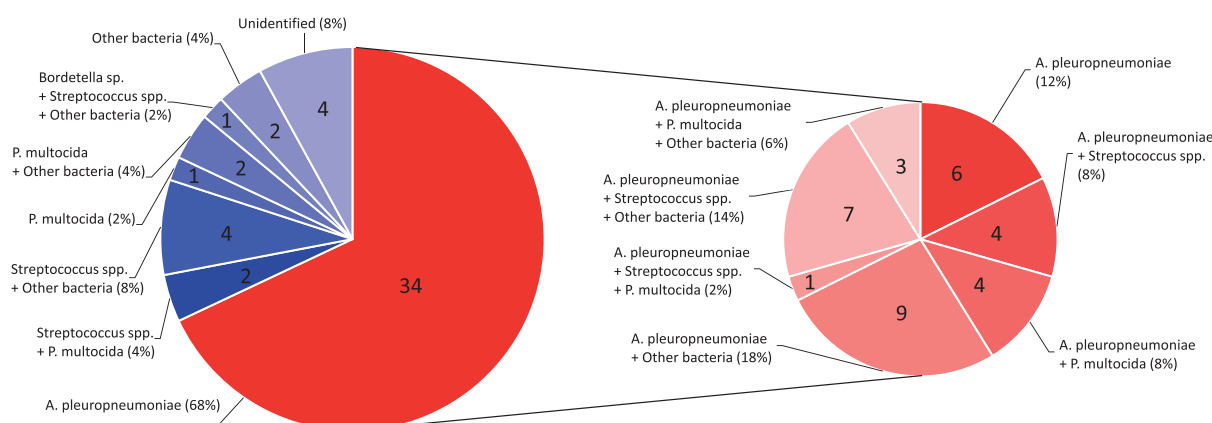 Unidentified (8%)
Other bacteria (4%)
Bordetella sp.
+ Streptococcus spp.
+ Other bacteria (2%)
P. multocida
+ Other bacteria (4%)
P. multocida (2%)
Streptococcus spp.
+ Other bacteria (8%)
Streptococcus spp.
+ P. multocida (4%)
A. pleuropneumoniae (68%)
4
2
1
2
1
4
2
34
A. pleuropneumoniae
+ P. multocida
+ Other bacteria (6%)
A. pleuropneumoniae
+ Streptococcus spp.
+ Other bacteria (14%)
A. pleuropneumoniae
+ Streptococcus spp.
+ P. multocida (2%)
A. pleuropneumoniae
+ Other bacteria (18%)
3
7
1
9
6
4
4
A. pleuropneumoniae
(12%)
A. pleuropneumoniae
+ Streptococcus spp.
(8%)
A. pleuropneumoniae
+ P. multocida (8%)